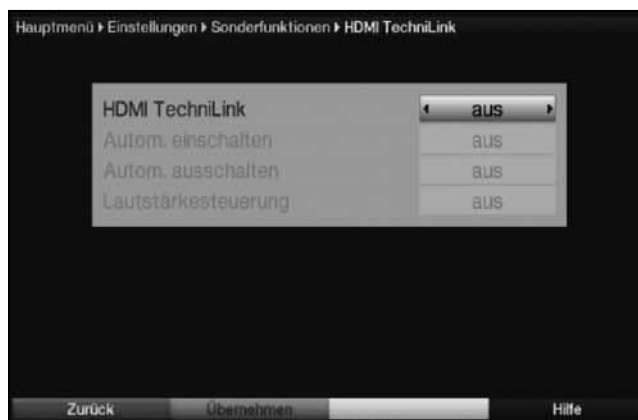 Hauptmenü ▸ Einstellungen ▸ Sonderfunktionen ▸ HDMI TechniLink
HDMI TechniLink ◂ aus ▸
Autom. einschalten aus
Autom. ausschalten aus
Lautstärkesteuerung aus
Zurück Übernehmen Hilfe